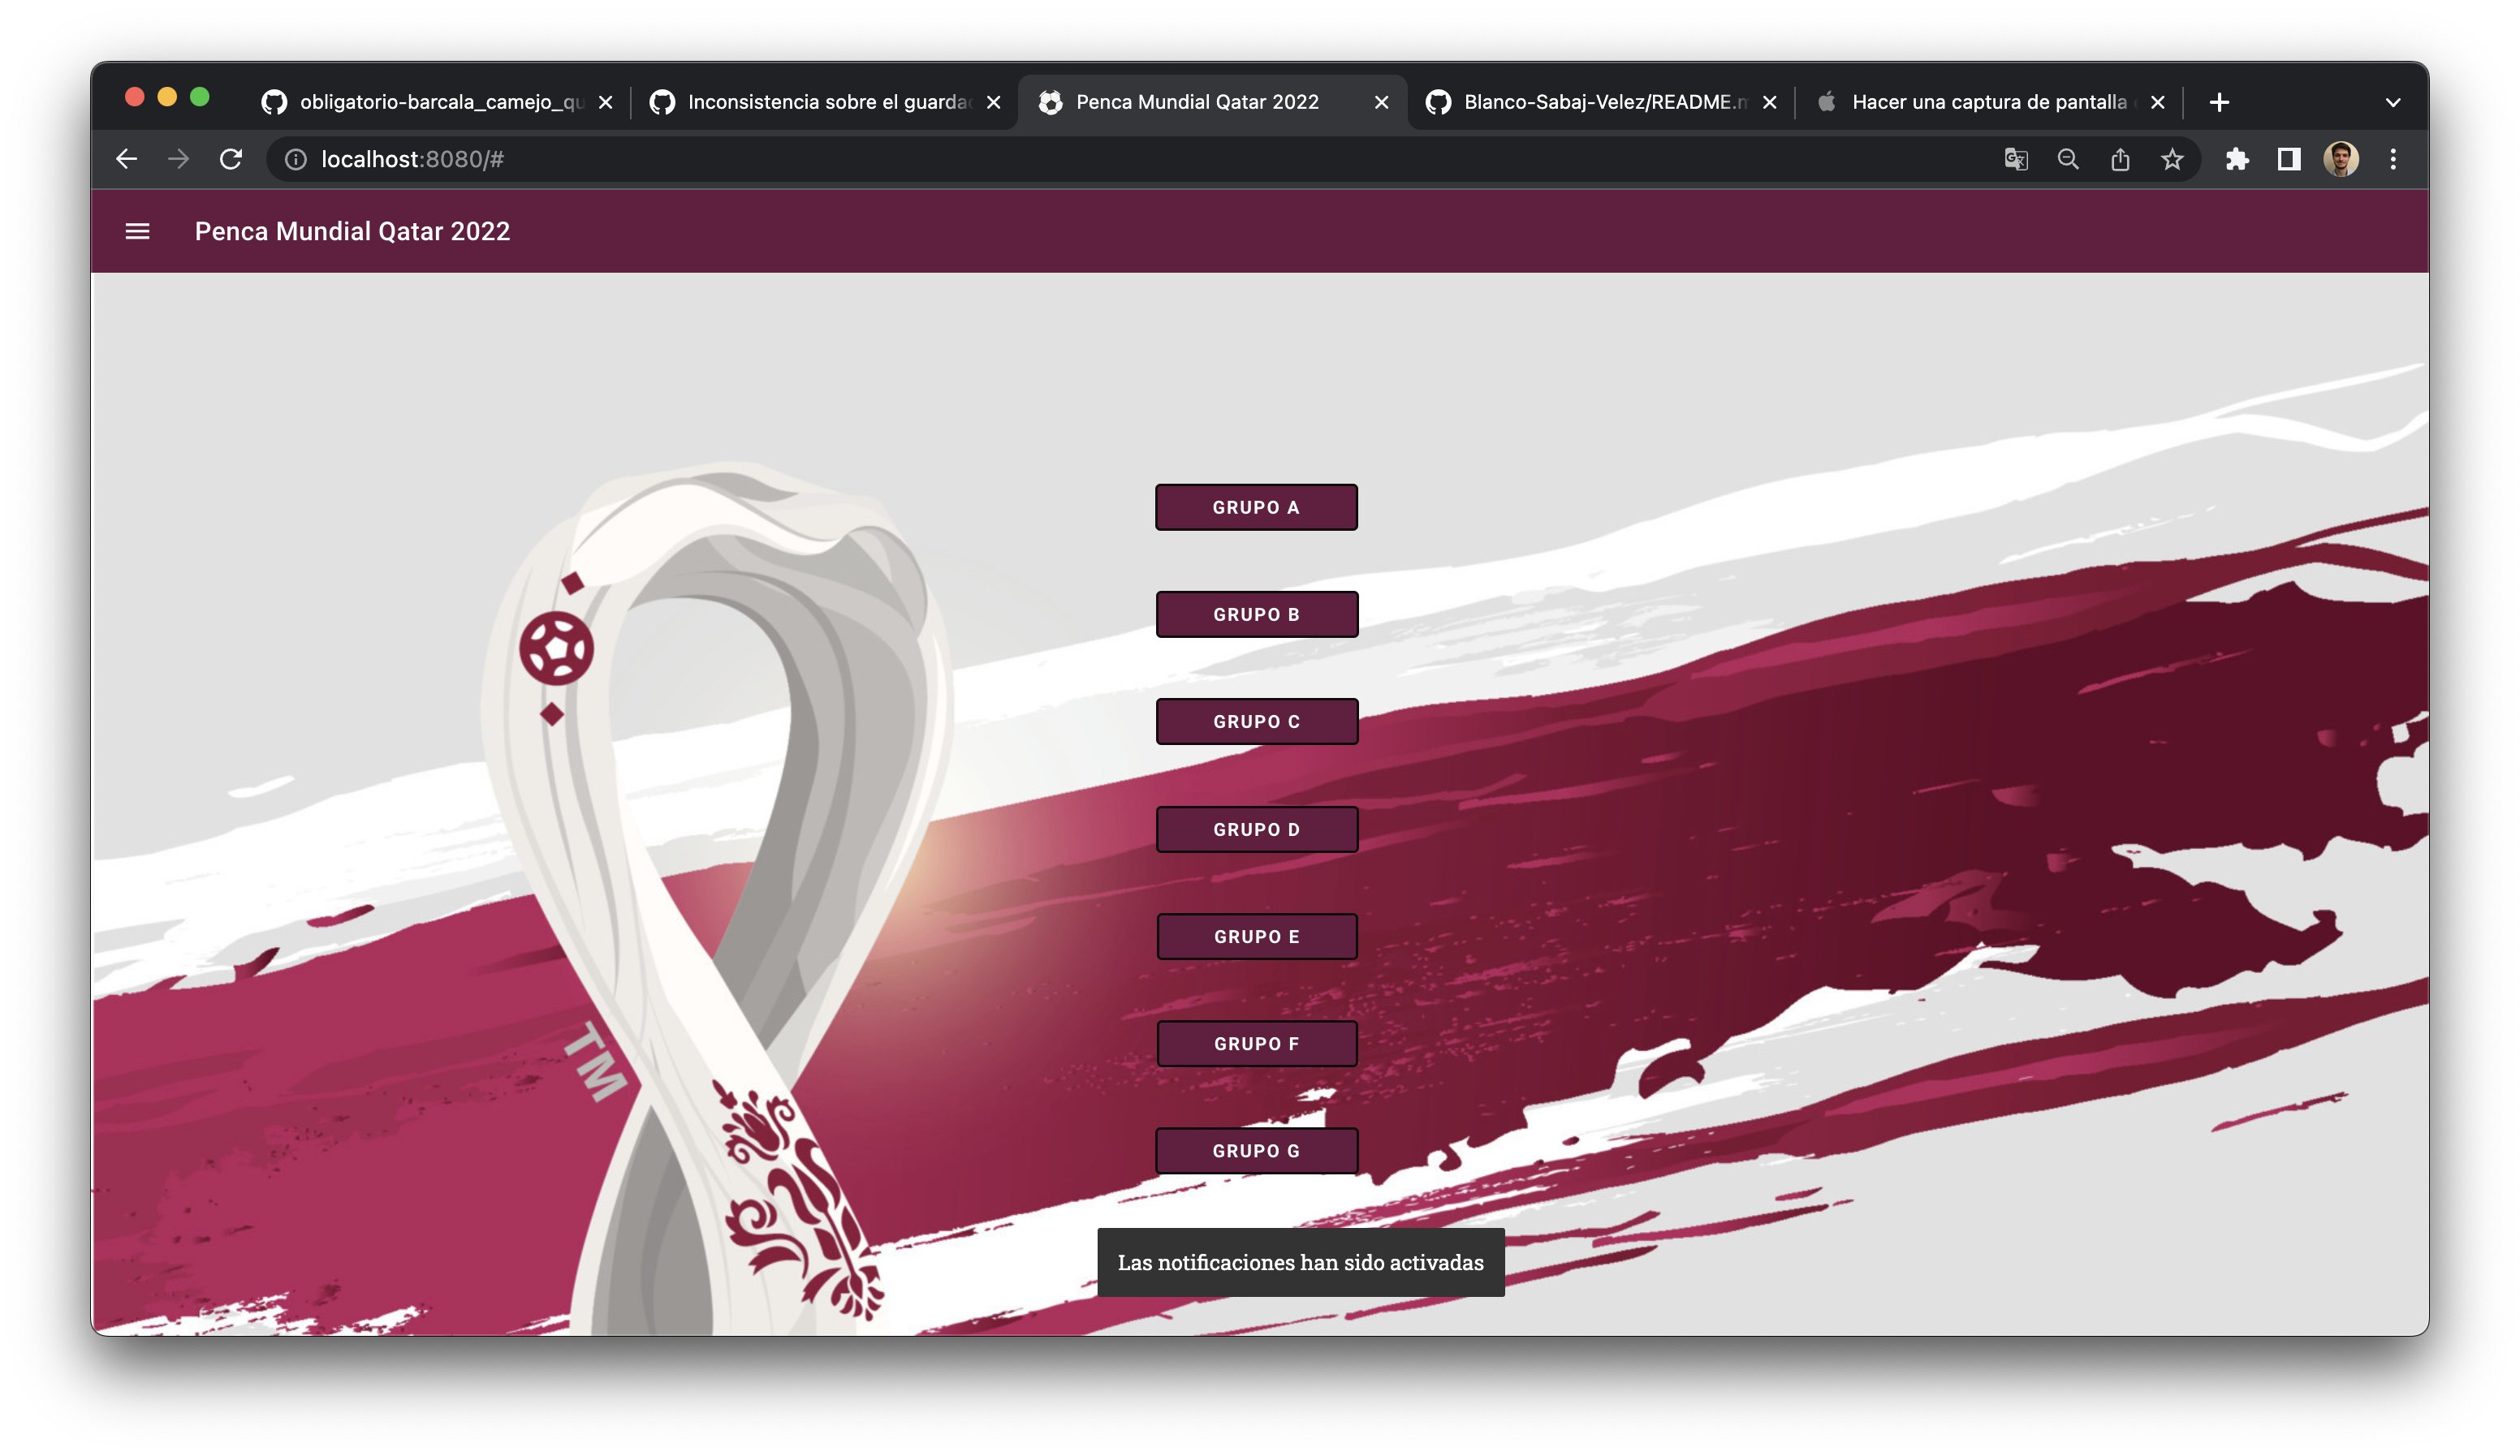 obligatorio-barcala_camejo_qu
Inconsistencia sobre el guarda
Penca Mundial Qatar 2022
Blanco-Sabaj-Velez/README.m
Hacer una captura de pantalla
localhost:8080/#
Penca Mundial Qatar 2022
GRUPO A
GRUPO B
GRUPO C
GRUPO D
GRUPO E
GRUPO F
TM
GRUPO G
Las notificaciones han sido activadas